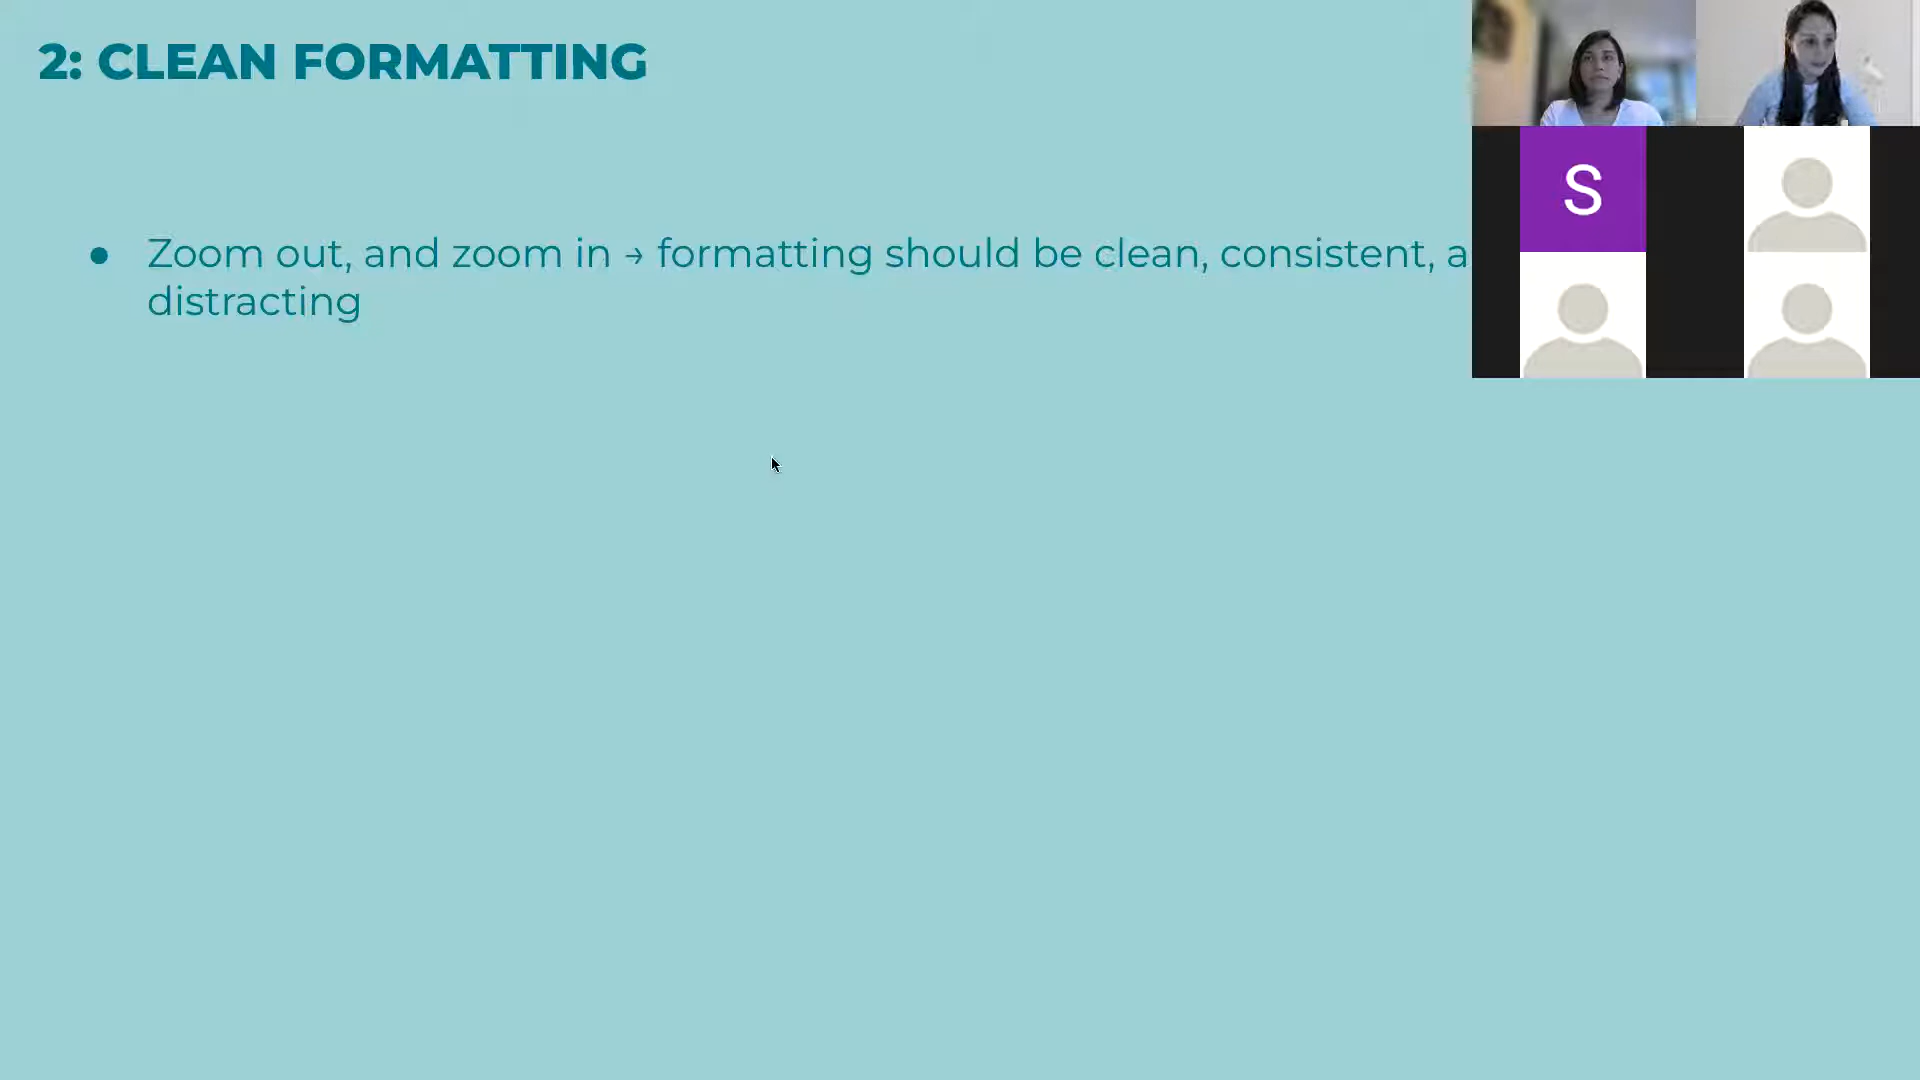 2: CLEAN FORMATTING
S
● Zoom out, and zoom in → formatting should be clean, consistent, a
distracting